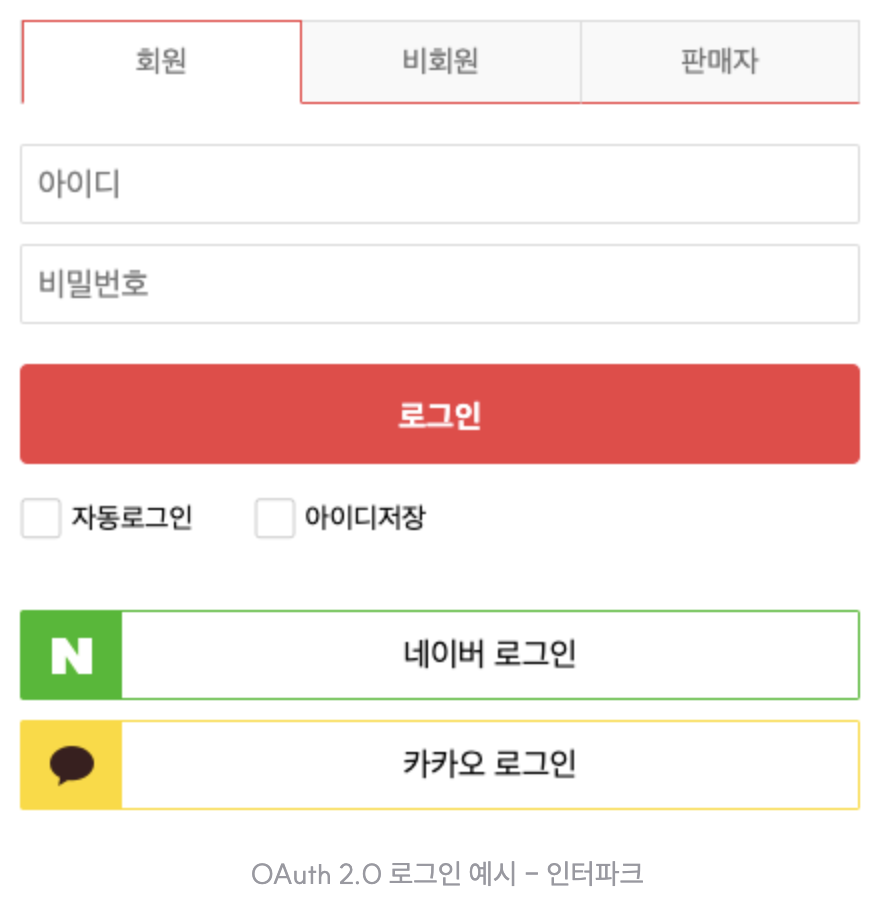 회원 비회원 판매자
아이디
비밀번호
로그인
자동로그인 아이디저장
N 네이버 로그인
카카오 로그인
OAuth 2.0 로그인 예시 - 인터파크